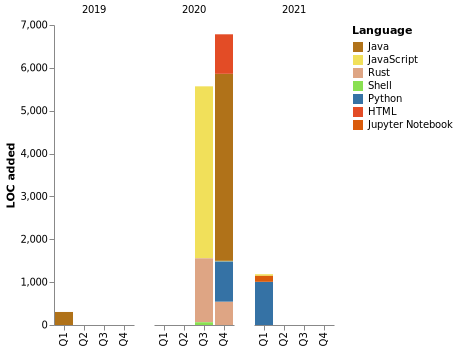 2019 2020 2021
Language
Java
JavaScript
Rust
Shell
Python
HTML
Jupyter Notebook
LOC added
7,000
6,000
5,000
4,000
3,000
2,000
1,000
0
Q1 Q2 Q3 Q4 Q1 Q2 Q3 Q4 Q1 Q2 Q3 Q4